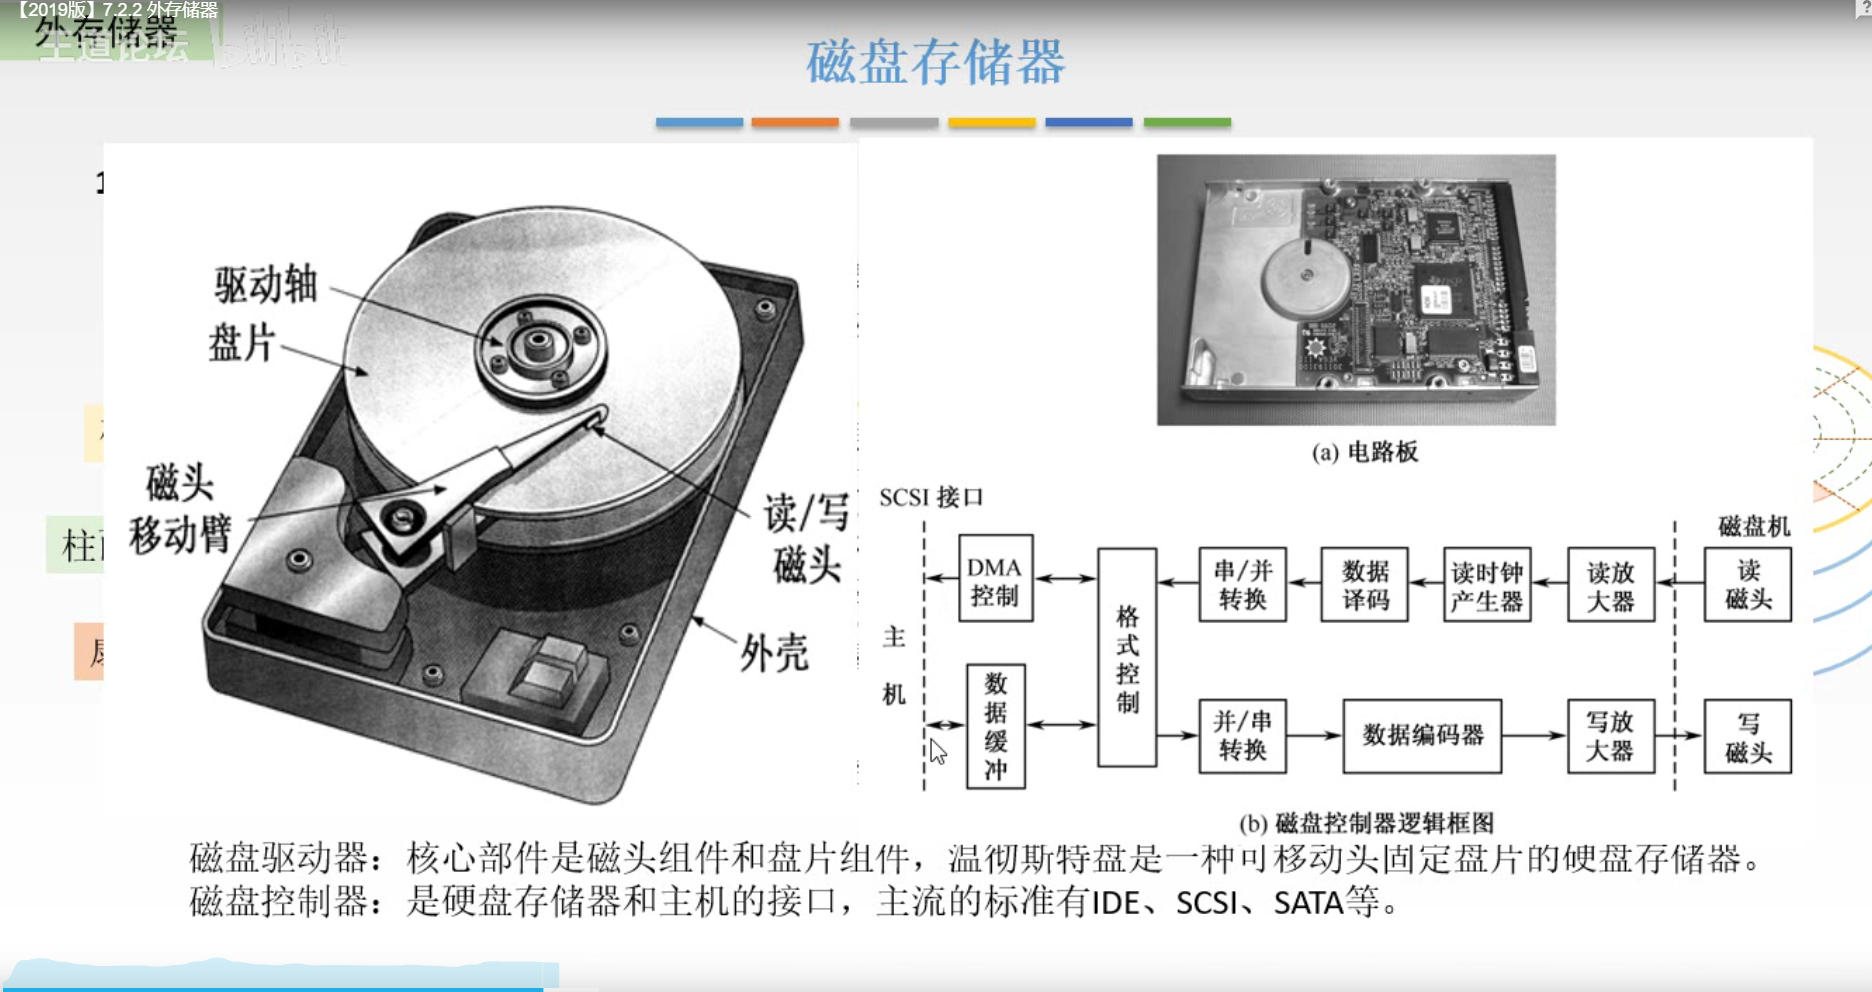 【2019版】7.2.2 外存储器
外存储器
王道论坛 bilibili
磁盘存储器
1
驱动轴
盘片
磁头
移动臂
读/写
磁头
外壳
(a) 电路板
SCSI 接口
磁盘机
主机
DMA
控制
格式控制
串/并
转换
数据
译码
读时钟
产生器
读放
大器
读
磁头
数据缓冲
并/串
转换
数据编码器
写放
大器
写
磁头
(b) 磁盘控制器逻辑框图
柱
磁盘驱动器：核心部件是磁头组件和盘片组件，温彻斯特盘是一种可移动头固定盘片的硬盘存储器。
磁盘控制器：是硬盘存储器和主机的接口，主流的标准有IDE、SCSI、SATA等。